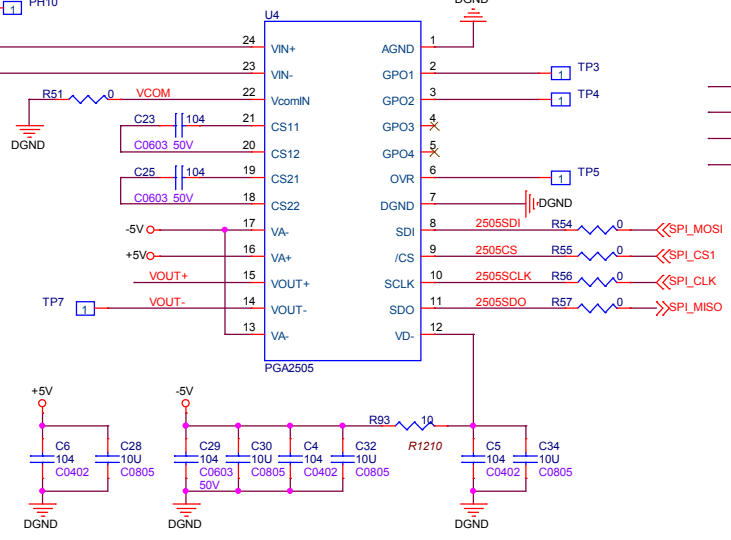 PH10
1
DGND
U4
24 VIN+ AGND 1
23 VIN- GPO1 2 1 TP3
R51 0 VCOM 22 VcomIN GPO2 3 1 TP4
DGND
C23 104 21 CS11 GPO3 4
C0603 50V 20 CS12 GPO4 5
C25 104 19 CS21 OVR 6 1 TP5
C0603 50V 18 CS22 DGND 7 DGND
-5V 17 VA- SDI 8 2505SDI R54 0 SPI_MOSI
+5V 16 VA+ /CS 9 2505CS R55 0 SPI_CS1
VOUT+ 15 VOUT+ SCLK 10 2505SCLK R56 0 SPI_CLK
TP7 1 VOUT- 14 VOUT- SDO 11 2505SDO R57 0 SPI_MISO
13 VA- VD- 12
PGA2505
+5V -5V
R93 10
R1210
C6 C28 C29 C30 C4 C32 C5 C34
104 10U 104 10U 104 10U 104 10U
C0402 C0805 C0603 C0805 C0402 C0805 C0402 C0805
50V
DGND DGND DGND